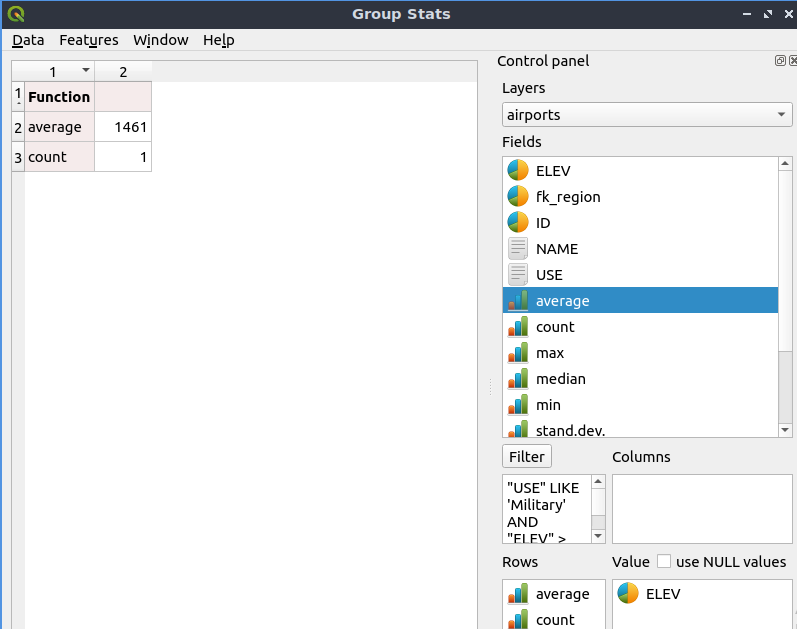 Group Stats
Data Features Window Help
1 2
1 Function
2 average 1461
3 count 1
Control panel
Layers
airports
Fields
ELEV
fk_region
ID
NAME
USE
average
count
max
median
min
stand.dev.
Filter Columns
"USE" LIKE
'Military'
AND
"ELEV" >
Rows Value use NULL values
average ELEV
count